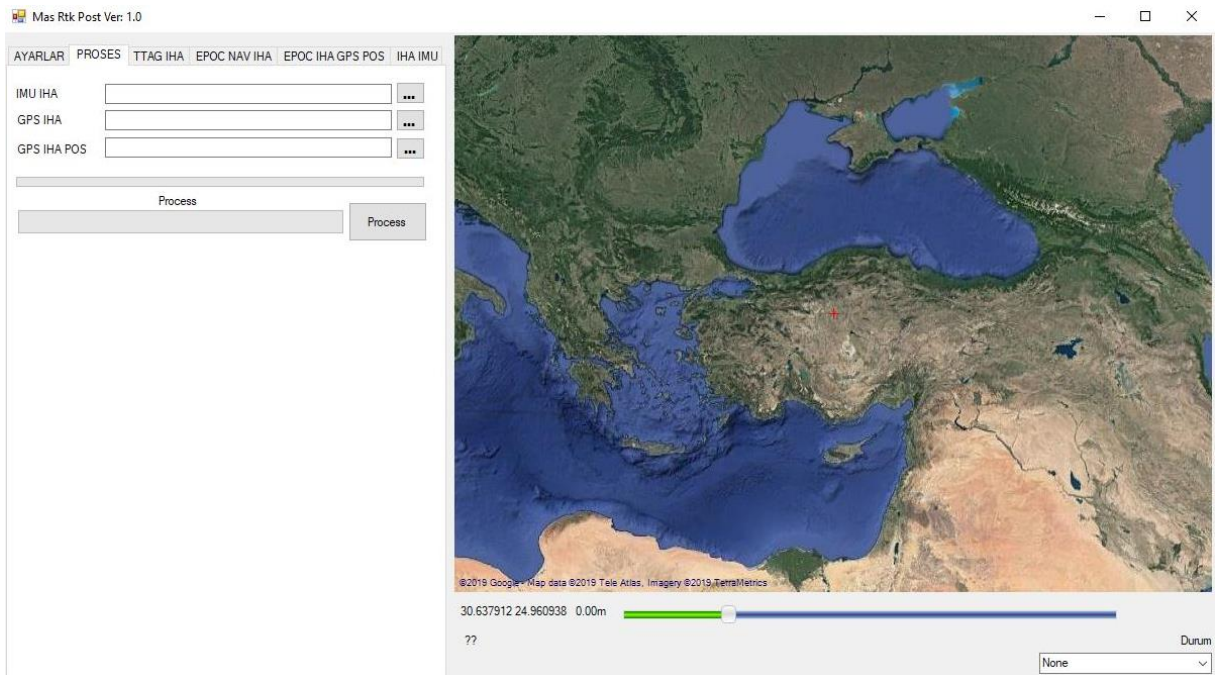 Mas Rtk Post Ver: 1.0
AYARLAR PROSES TTAG IHA EPOC NAV IHA EPOC IHA GPS POS IHA IMU
IMU IHA ...
GPS IHA ...
GPS IHA POS ...
Process
Process
©2019 Google - Map data ©2019 Tele Atlas, Imagery ©2019 TerraMetrics
30.637912 24.960938 0.00m
??
Durum
None